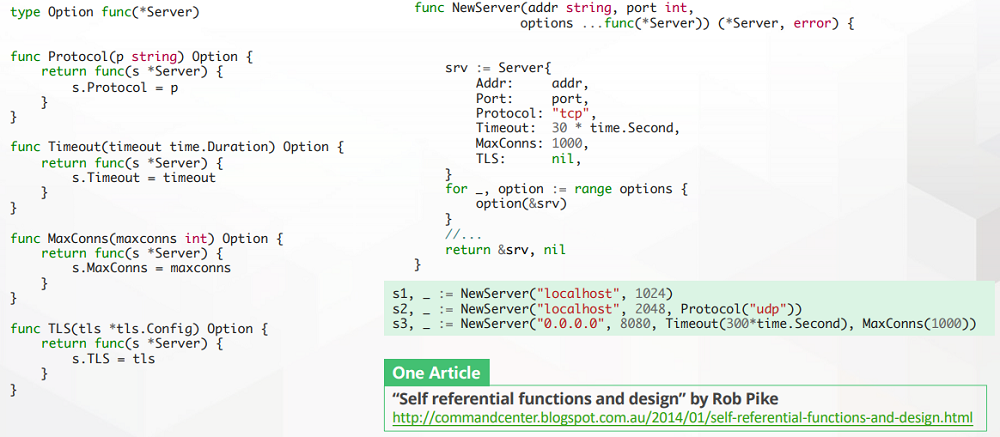 type Option func(*Server)
func Protocol(p string) Option {
    return func(s *Server) {
        s.Protocol = p
    }
}
func Timeout(timeout time.Duration) Option {
    return func(s *Server) {
        s.Timeout = timeout
    }
}
func MaxConns(maxconns int) Option {
    return func(s *Server) {
        s.MaxConns = maxconns
    }
}
func TLS(tls *tls.Config) Option {
    return func(s *Server) {
        s.TLS = tls
    }
}
func NewServer(addr string, port int,
              options ...func(*Server)) (*Server, error) {
    srv := Server{
        Addr:     addr,
        Port:     port,
        Protocol: "tcp",
        Timeout:  30 * time.Second,
        MaxConns: 1000,
        TLS:      nil,
    }
    for _, option := range options {
        option(&srv)
    }
    //...
    return &srv, nil
}
s1, _ := NewServer("localhost", 1024)
s2, _ := NewServer("localhost", 2048, Protocol("udp"))
s3, _ := NewServer("0.0.0.0", 8080, Timeout(300*time.Second), MaxConns(1000))
One Article
“Self referential functions and design” by Rob Pike
http://commandcenter.blogspot.com.au/2014/01/self-referential-functions-and-design.html